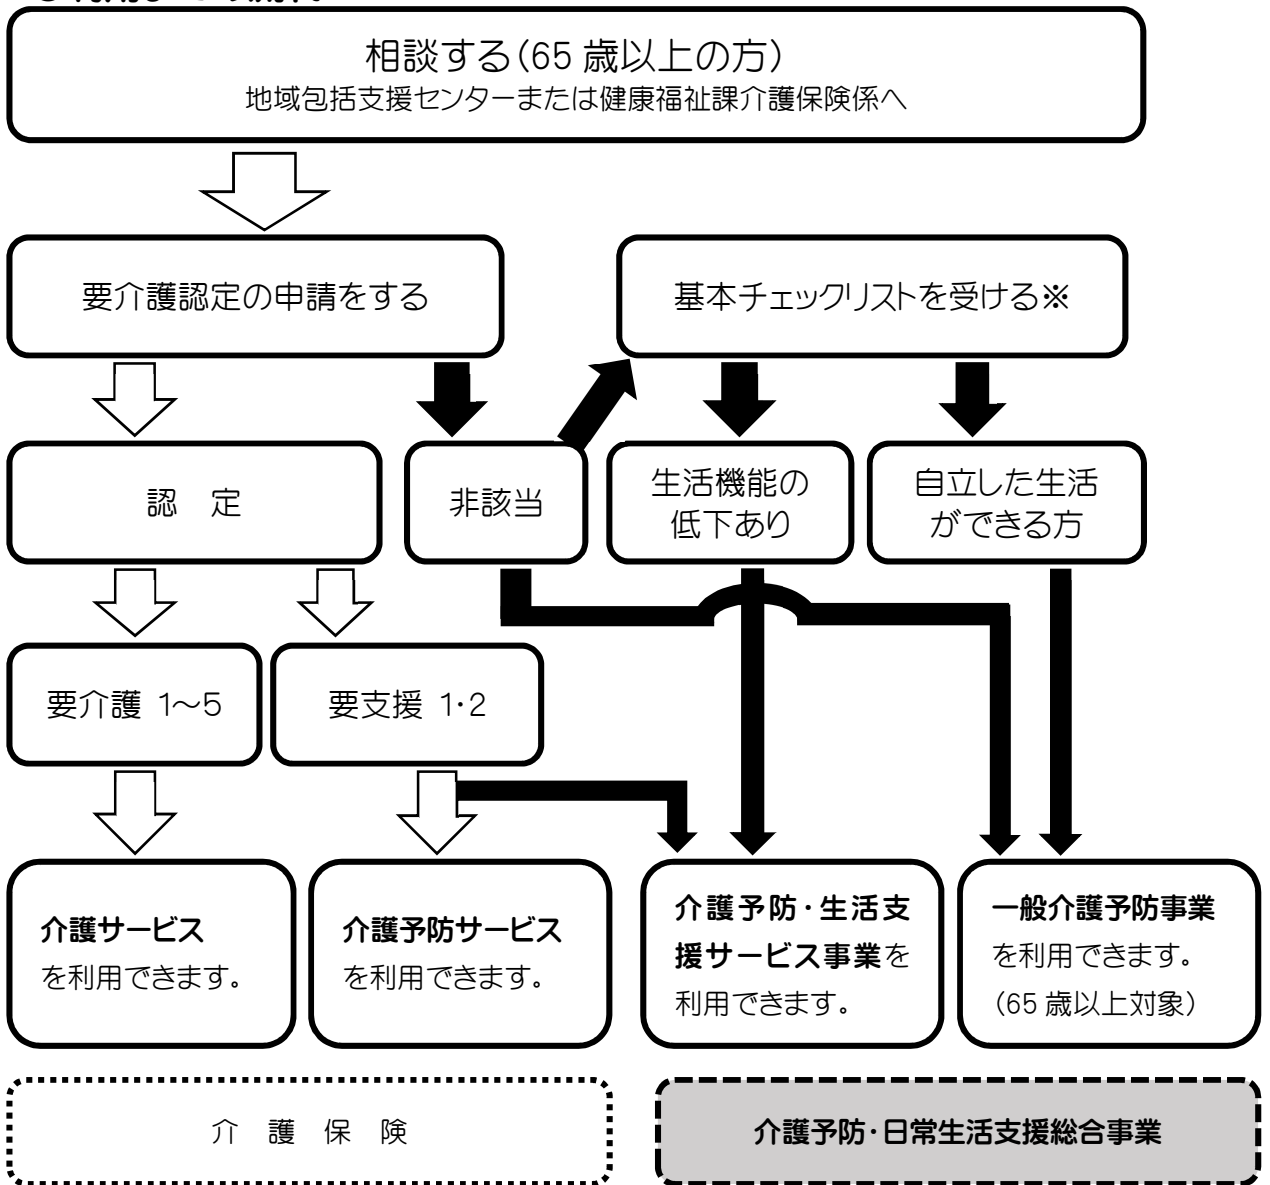 相談する(65 歳以上の方)
地域包括支援センターまたは健康福祉課介護保険係へ
要介護認定の申請をする
基本チェックリストを受ける※
認 定
非該当
生活機能の
低下あり
自立した生活
ができる方
要介護 1~5
要支援 1・2
介護サービス
を利用できます。
介護予防サービス
を利用できます。
介護予防・生活支
援サービス事業を
利用できます。
一般介護予防事業
を利用できます。
(65 歳以上対象)
介 護 保 険
介護予防・日常生活支援総合事業